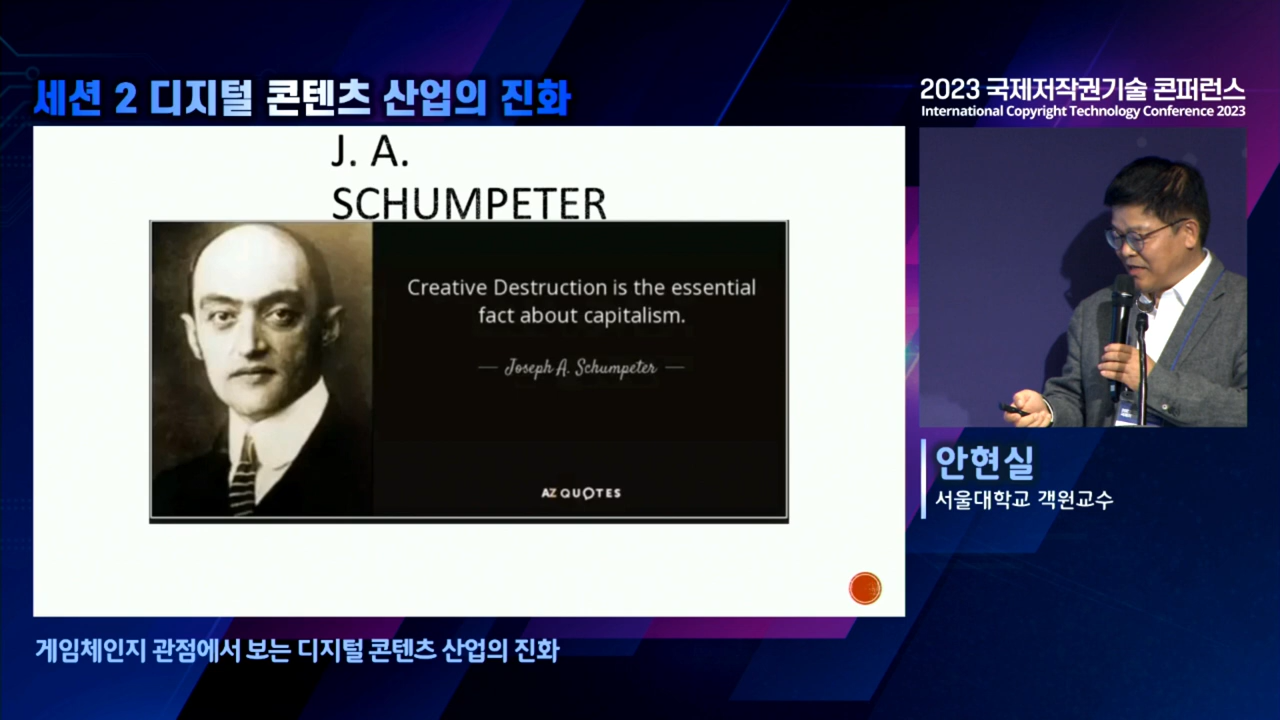 세션 2 디지털 콘텐츠 산업의 진화
2023 국제저작권기술 콘퍼런스
International Copyright Technology Conference 2023
J. A.
SCHUMPETER
Creative Destruction is the essential
fact about capitalism.
Joseph A. Schumpeter
AZ QUOTES
안현실
서울대학교 객원교수
게임체인지 관점에서 보는 디지털 콘텐츠 산업의 진화